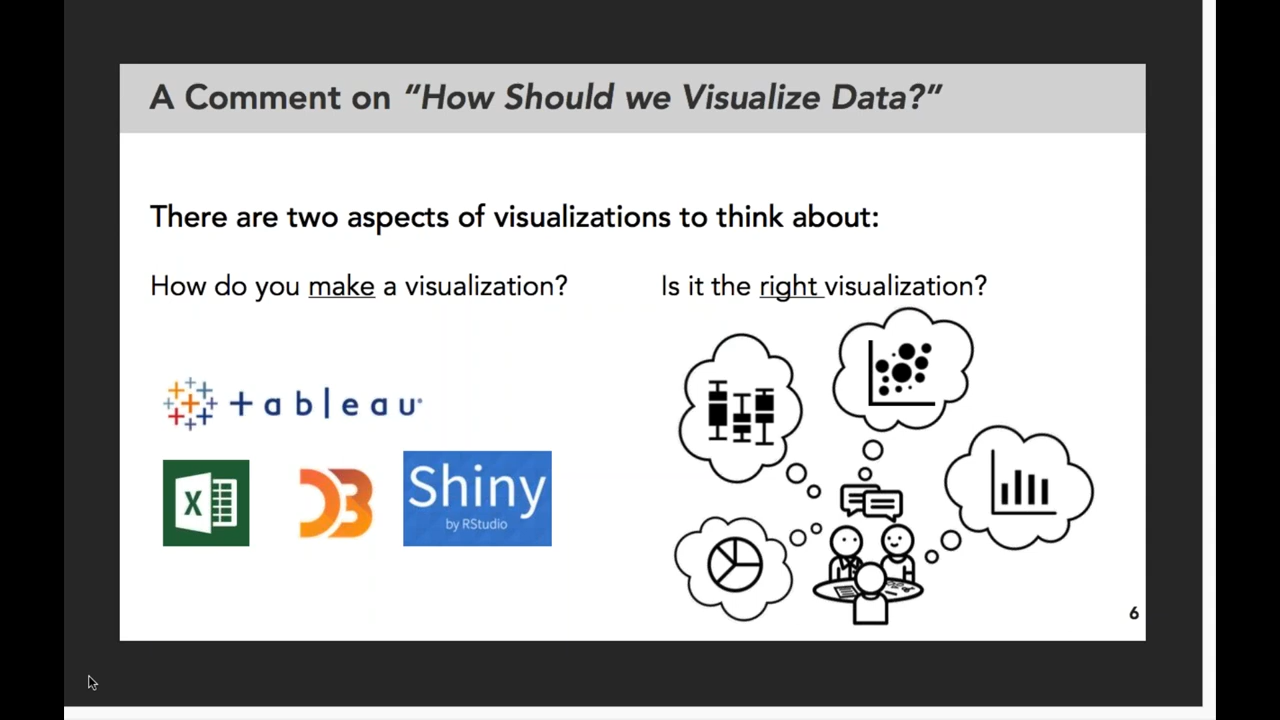 A Comment on “How Should we Visualize Data?”
There are two aspects of visualizations to think about:
How do you make a visualization?
Is it the right visualization?
+ a b | e a u
X
D3
Shiny
by RStudio
6